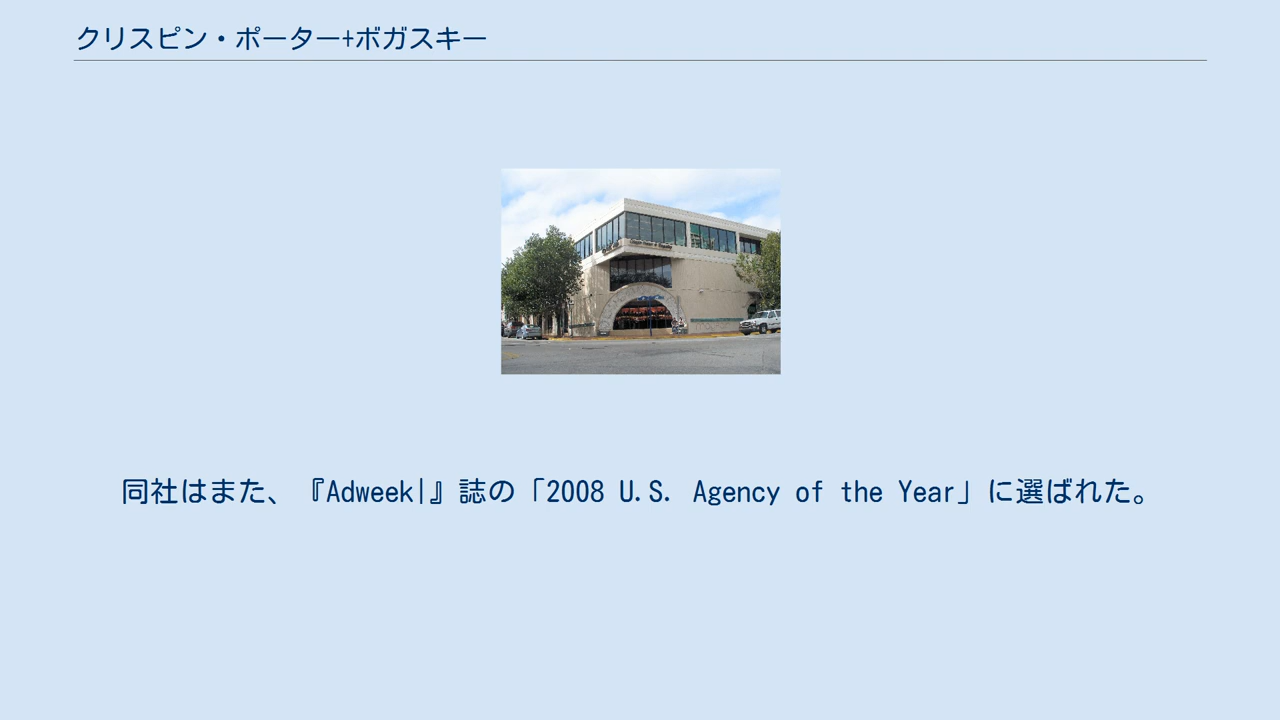 クリスピン・ポーター+ボガスキー
同社はまた、『Adweek|』誌の「2008 U.S. Agency of the Year」に選ばれた。